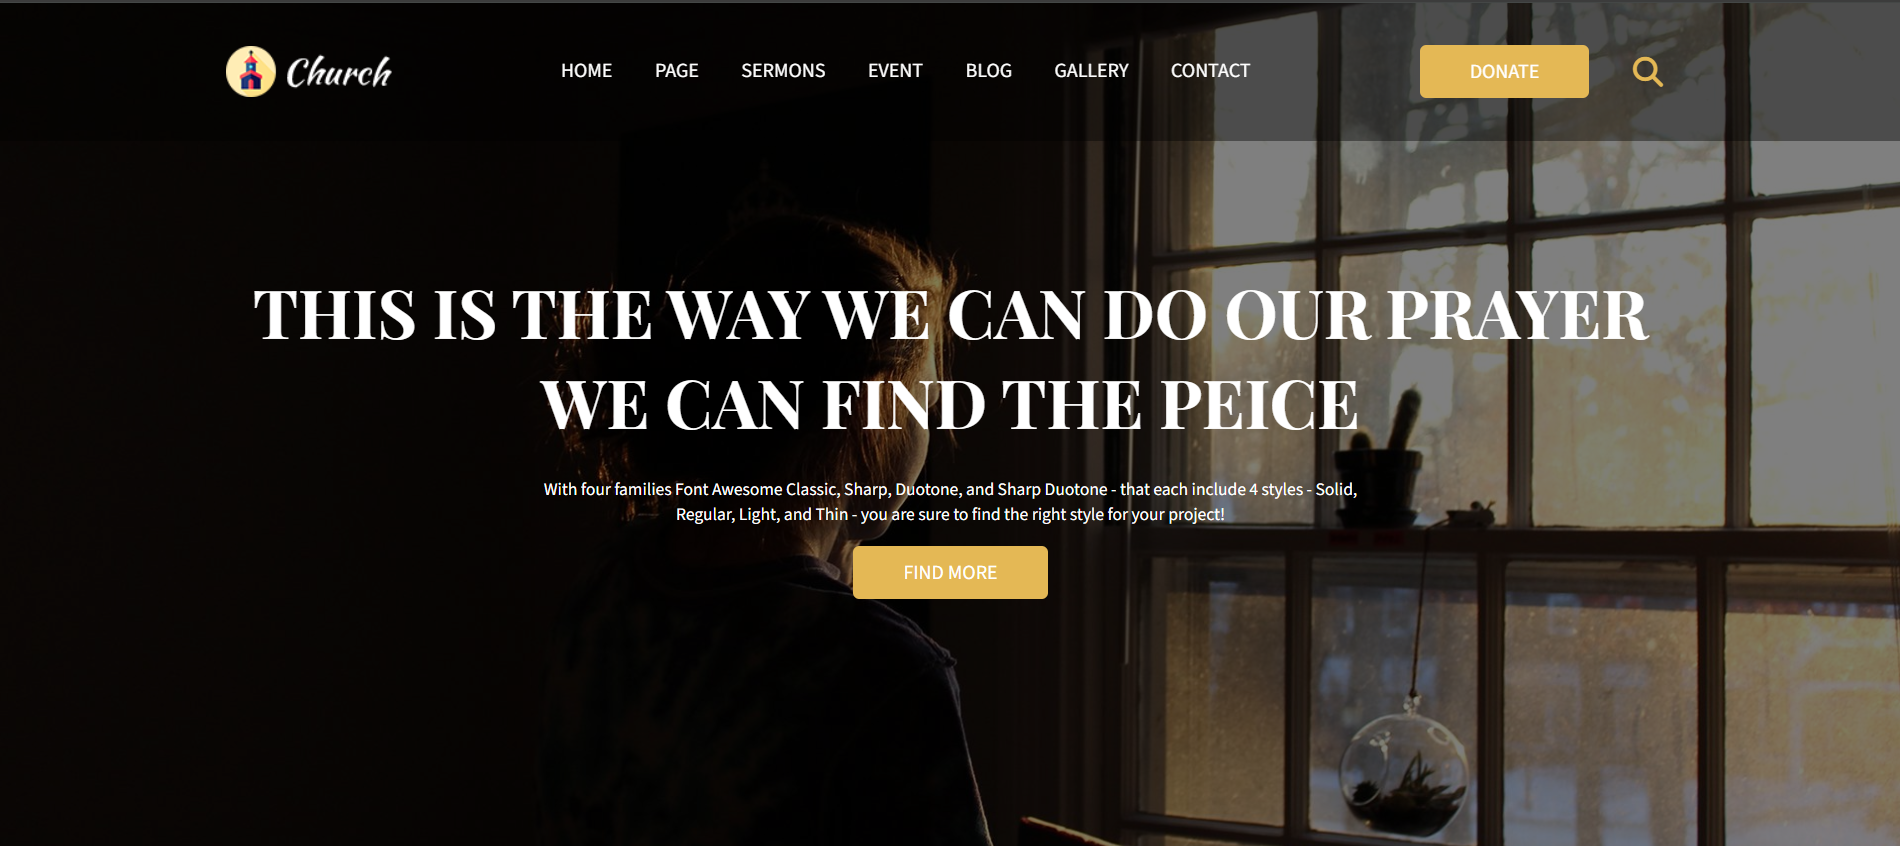 Church
HOME PAGE SERMONS EVENT BLOG GALLERY CONTACT
DONATE
THIS IS THE WAY WE CAN DO OUR PRAYER
WE CAN FIND THE PEICE
With four families Font Awesome Classic, Sharp, Duotone, and Sharp Duotone - that each include 4 styles - Solid,
Regular, Light, and Thin - you are sure to find the right style for your project!
FIND MORE